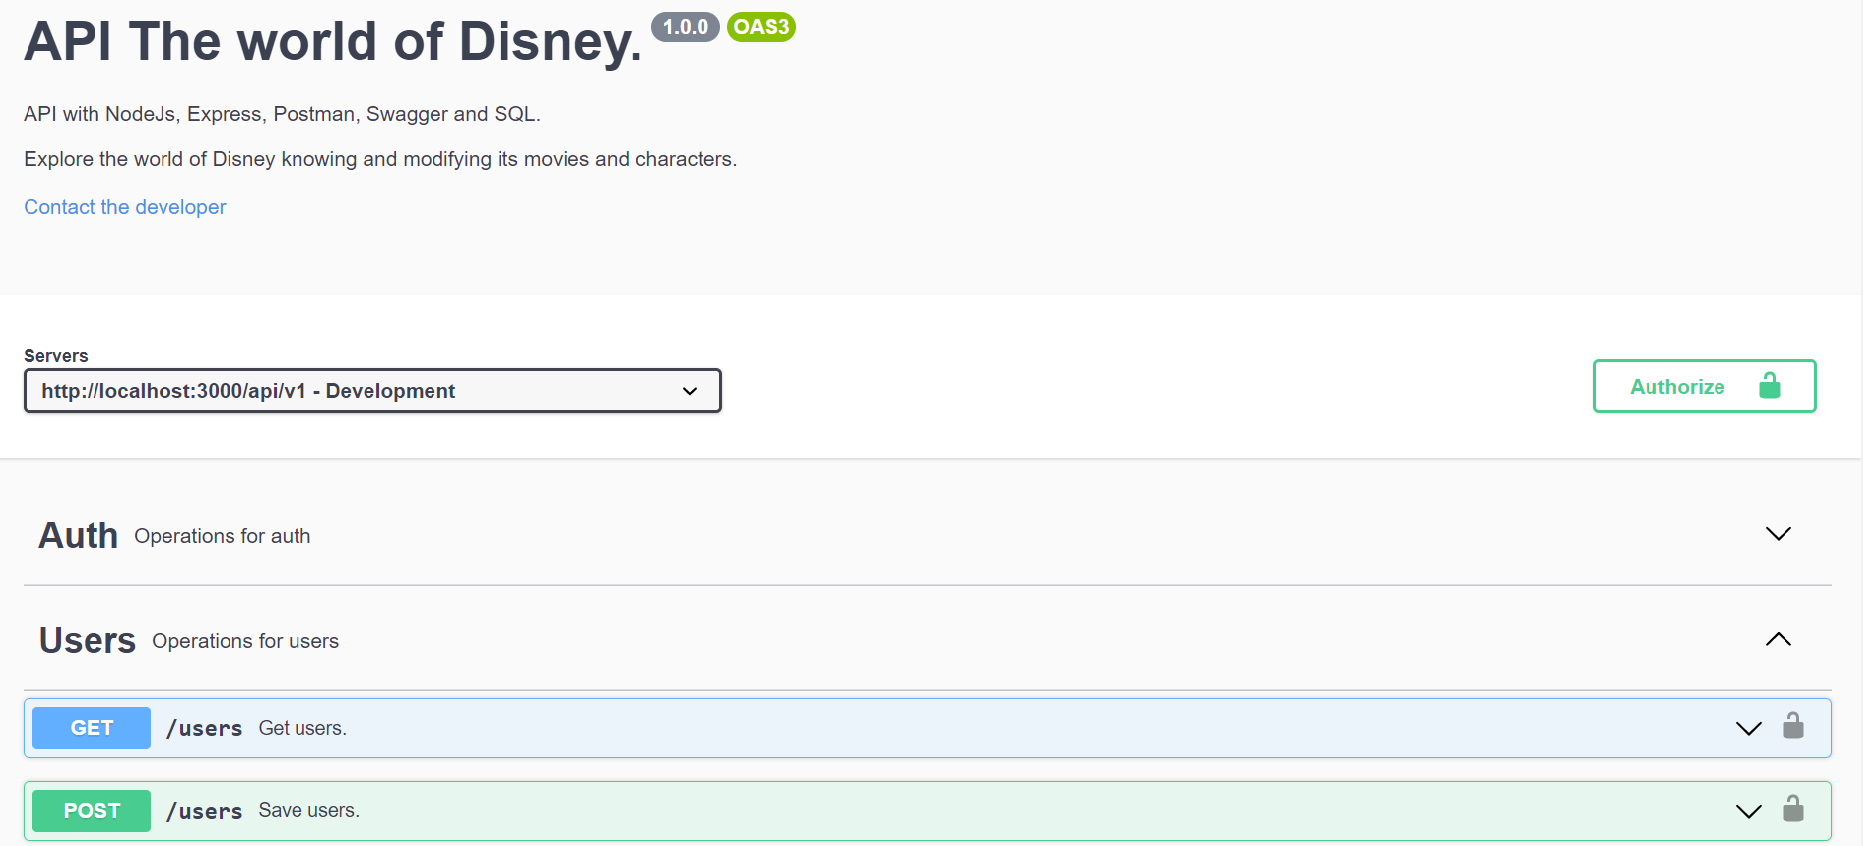 API The world of Disney. 1.0.0 OAS3
API with NodeJs, Express, Postman, Swagger and SQL.
Explore the world of Disney knowing and modifying its movies and characters.
Contact the developer
Servers
http://localhost:3000/api/v1 - Development
Authorize
Auth Operations for auth
Users Operations for users
GET /users Get users.
POST /users Save users.